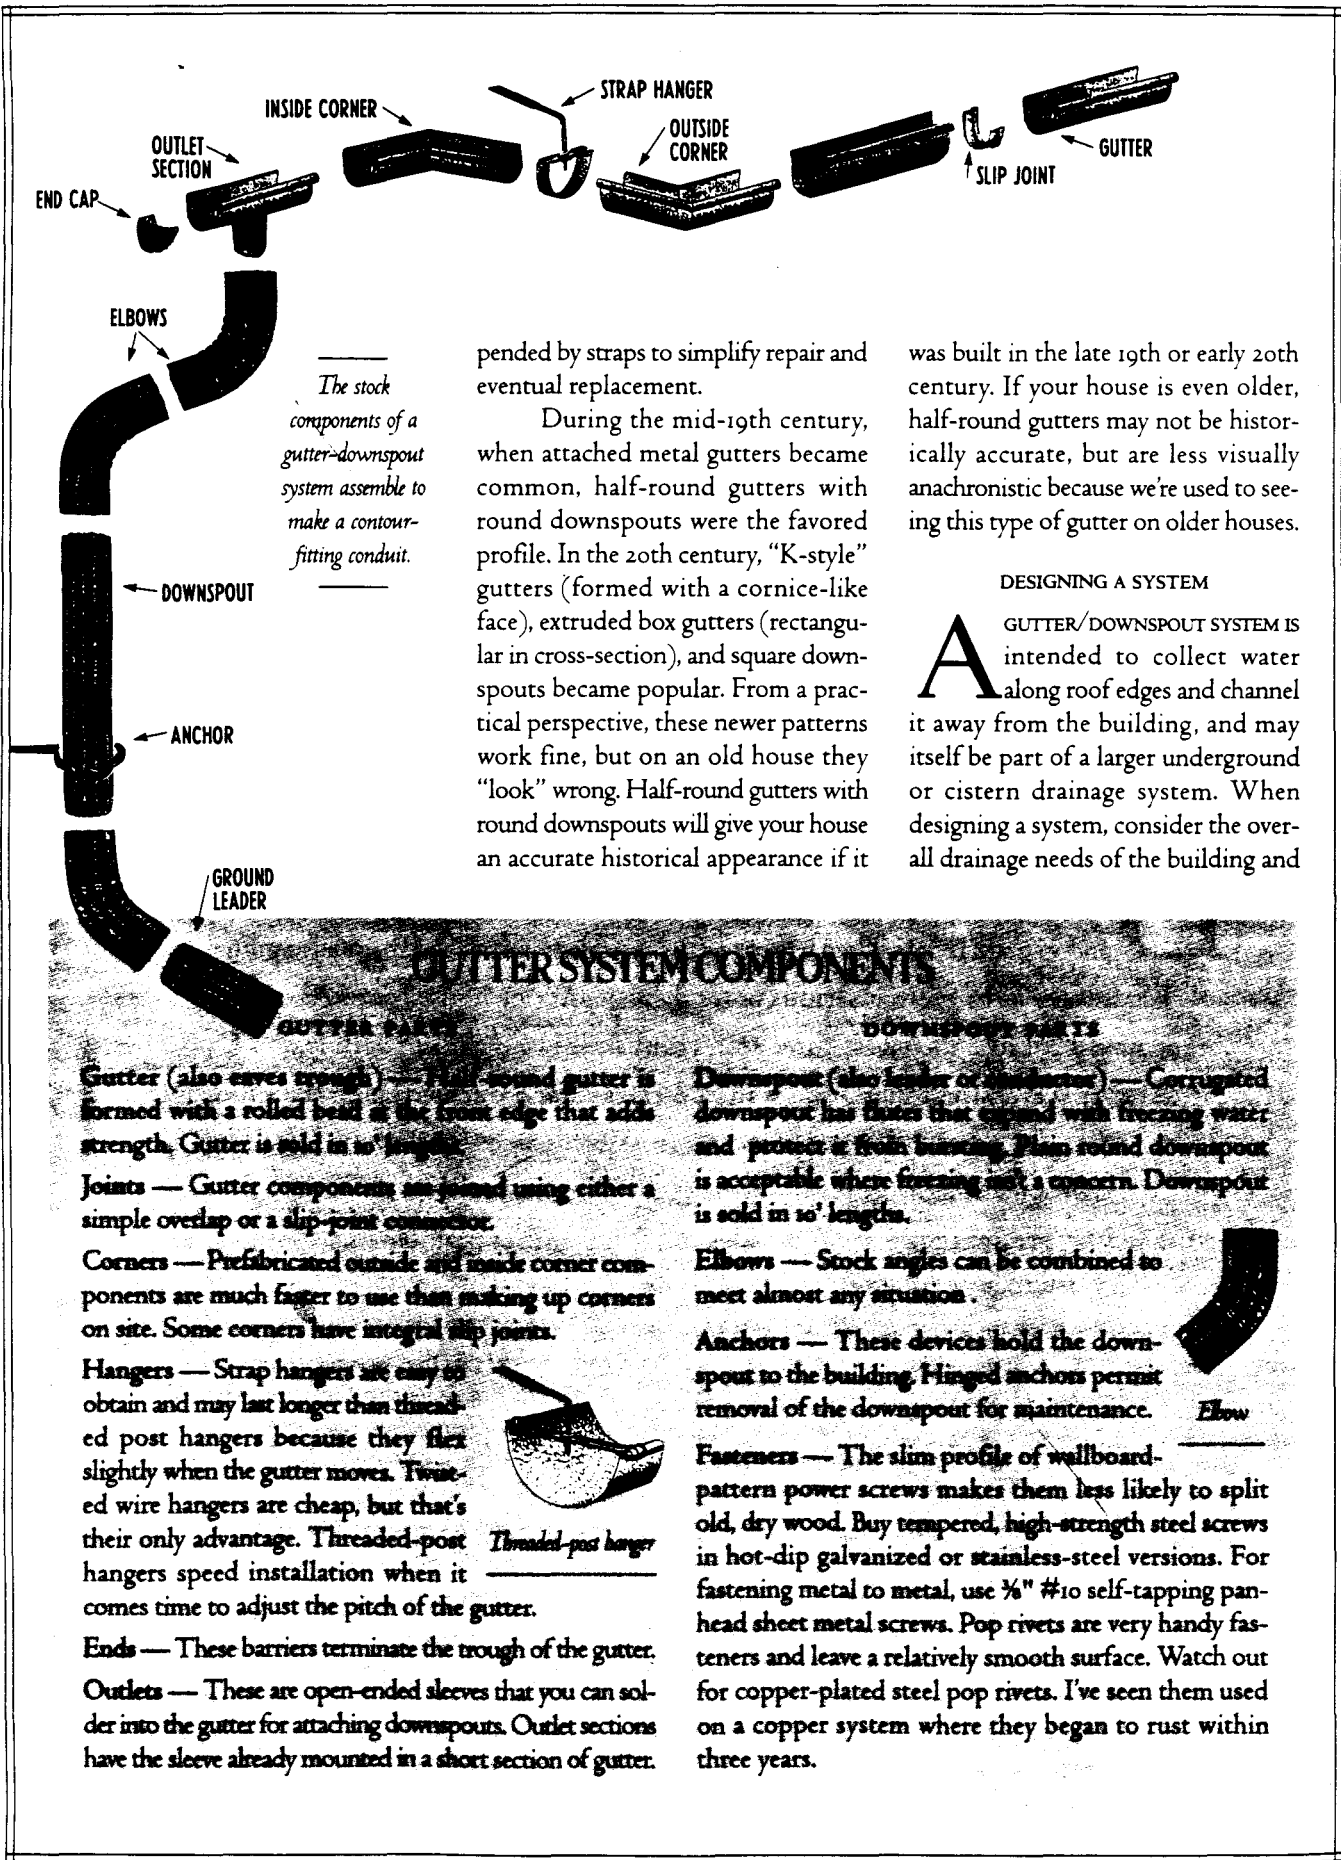 STRAP HANGER
INSIDE CORNER
OUTSIDE
CORNER
OUTLET
SECTION
GUTTER
SLIP JOINT
END CAP
ELBOWS
DOWNSPOUT
ANCHOR
GROUND
LEADER
The stock
components of a
gutter-downspout
system assemble to
make a contour-
fitting conduit.
pended by straps to simplify repair and
eventual replacement.
During the mid-19th century,
when attached metal gutters became
common, half-round gutters with
round downspouts were the favored
profile. In the 20th century, “K-style”
gutters (formed with a cornice-like
face), extruded box gutters (rectangu-
lar in cross-section), and square down-
spouts became popular. From a prac-
tical perspective, these newer patterns
work fine, but on an old house they
“look” wrong. Half-round gutters with
round downspouts will give your house
an accurate historical appearance if it
was built in the late 19th or early 20th
century. If your house is even older,
half-round gutters may not be histor-
ically accurate, but are less visually
anachronistic because we're used to see-
ing this type of gutter on older houses.
DESIGNING A SYSTEM
A GUTTER/DOWNSPOUT SYSTEM IS
intended to collect water
along roof edges and channel
it away from the building, and may
itself be part of a larger underground
or cistern drainage system. When
designing a system, consider the over-
all drainage needs of the building and
GUTTER SYSTEM COMPONENTS
GUTTER PARTS
Gutter (also eaves trough) — Half-round gutter is
formed with a rolled bead at the front edge that adds
strength. Gutter is sold in 10' lengths.
Joints — Gutter components are joined using either a
simple overlap or a slip-joint connector.
Corners — Prefabricated outside and inside corner com-
ponents are much faster to use than making up corners
on site. Some corners have integral slip joints.
Hangers — Strap hangers are easy to
obtain and may last longer than thread-
ed post hangers because they flex
slightly when the gutter moves. Twist-
ed wire hangers are cheap, but that's
their only advantage. Threaded-post
hangers speed installation when it
comes time to adjust the pitch of the gutter.
Threaded-post hanger
Ends — These barriers terminate the trough of the gutter.
Outlets — These are open-ended sleeves that you can sol-
der into the gutter for attaching downspouts. Outlet sections
have the sleeve already mounted in a short section of gutter.
DOWNSPOUT PARTS
Downspout (also leader or conductor) — Corrugated
downspout has flutes that expand with freezing water
and protect it from bursting. Plain round downspout
is acceptable where freezing isn't a concern. Downspout
is sold in 10' lengths.
Elbows — Stock angles can be combined to
meet almost any situation .
Anchors — These devices hold the down-
spout to the building. Hinged anchors permit
removal of the downspout for maintenance.
Elbow
Fasteners — The slim profile of wallboard-
pattern power screws makes them less likely to split
old, dry wood. Buy tempered, high-strength steel screws
in hot-dip galvanized or stainless-steel versions. For
fastening metal to metal, use ⅜" #10 self-tapping pan-
head sheet metal screws. Pop rivets are very handy fas-
teners and leave a relatively smooth surface. Watch out
for copper-plated steel pop rivets. I've seen them used
on a copper system where they began to rust within
three years.